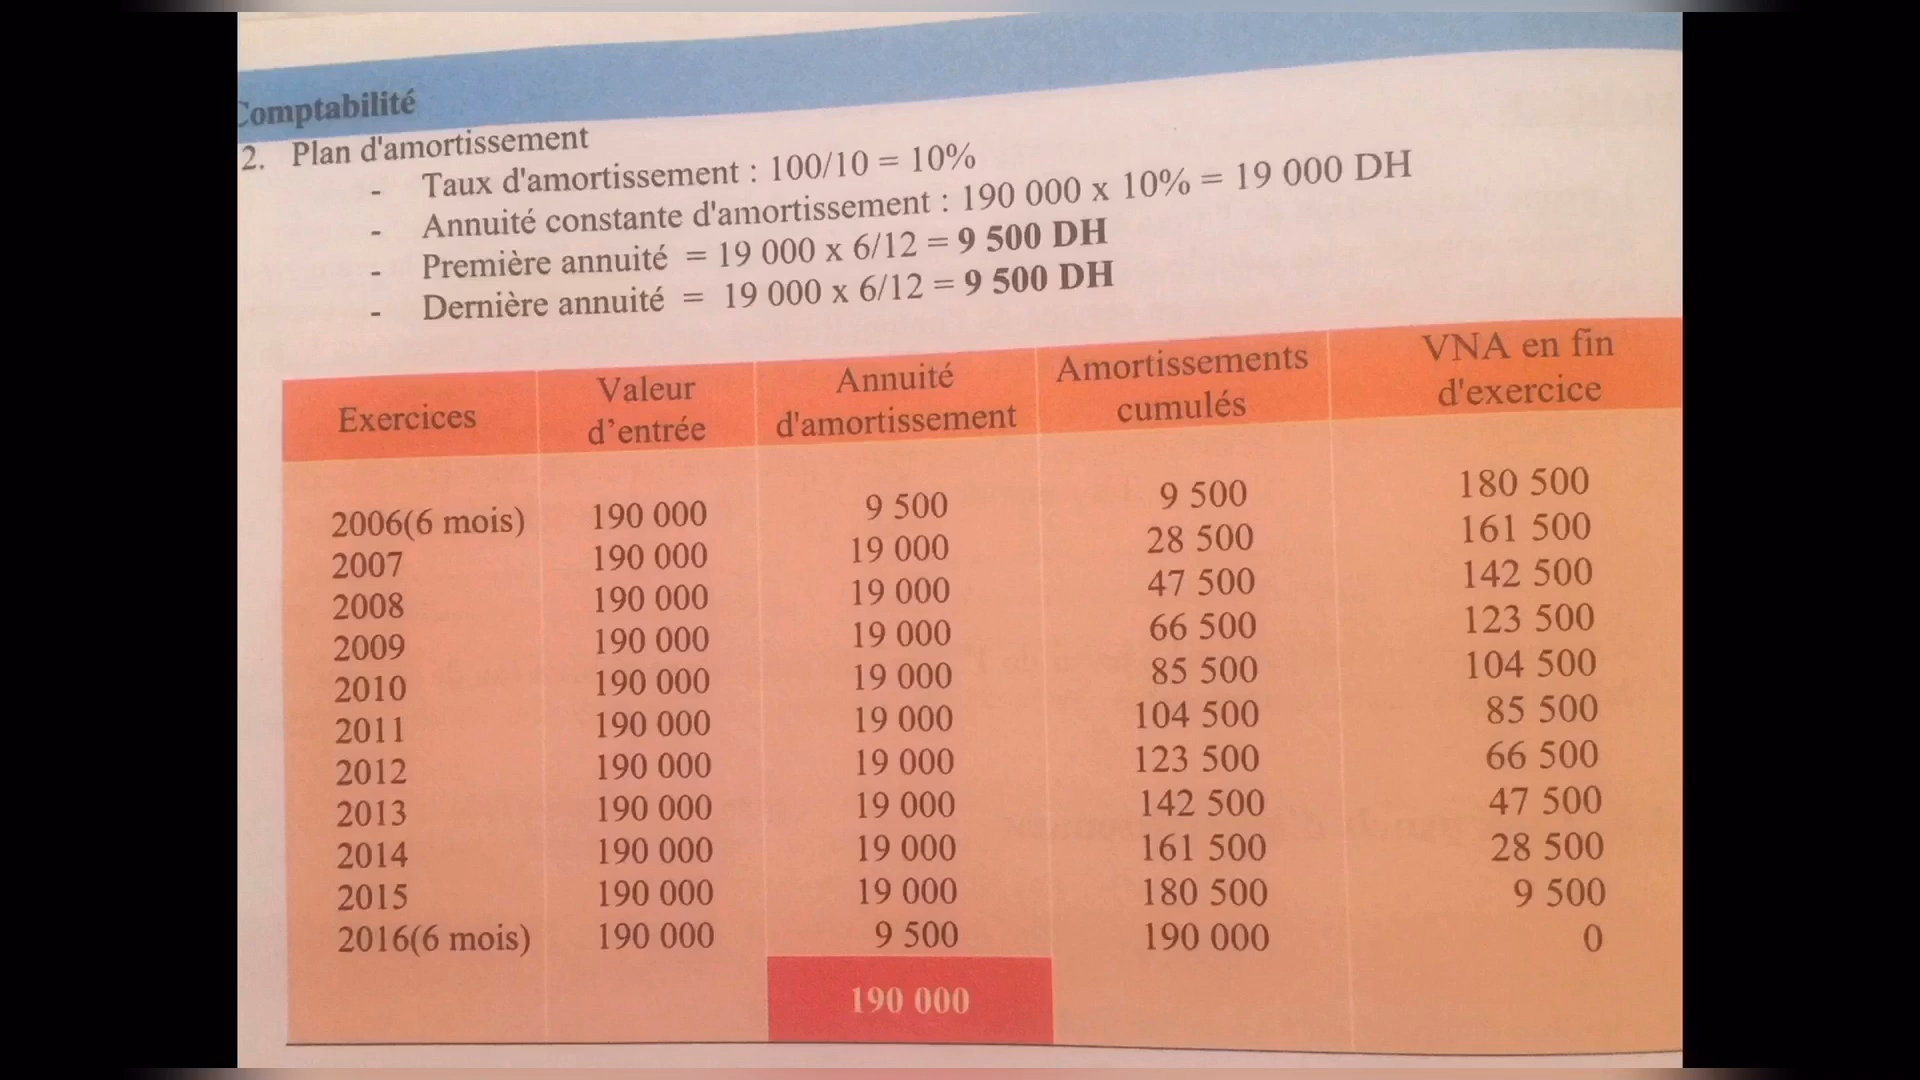 Comptabilité
2. Plan d'amortissement
- Taux d'amortissement : 100/10 = 10%
- Annuité constante d'amortissement : 190 000 x 10% = 19 000 DH
- Première annuité = 19 000 x 6/12 = 9 500 DH
- Dernière annuité = 19 000 x 6/12 = 9 500 DH
Exercices Valeur d’entrée Annuité d'amortissement Amortissements cumulés VNA en fin d'exercice
2006(6 mois) 190 000 9 500 9 500 180 500
2007 190 000 19 000 28 500 161 500
2008 190 000 19 000 47 500 142 500
2009 190 000 19 000 66 500 123 500
2010 190 000 19 000 85 500 104 500
2011 190 000 19 000 104 500 85 500
2012 190 000 19 000 123 500 66 500
2013 190 000 19 000 142 500 47 500
2014 190 000 19 000 161 500 28 500
2015 190 000 19 000 180 500 9 500
2016(6 mois) 190 000 9 500 190 000 0
190 000